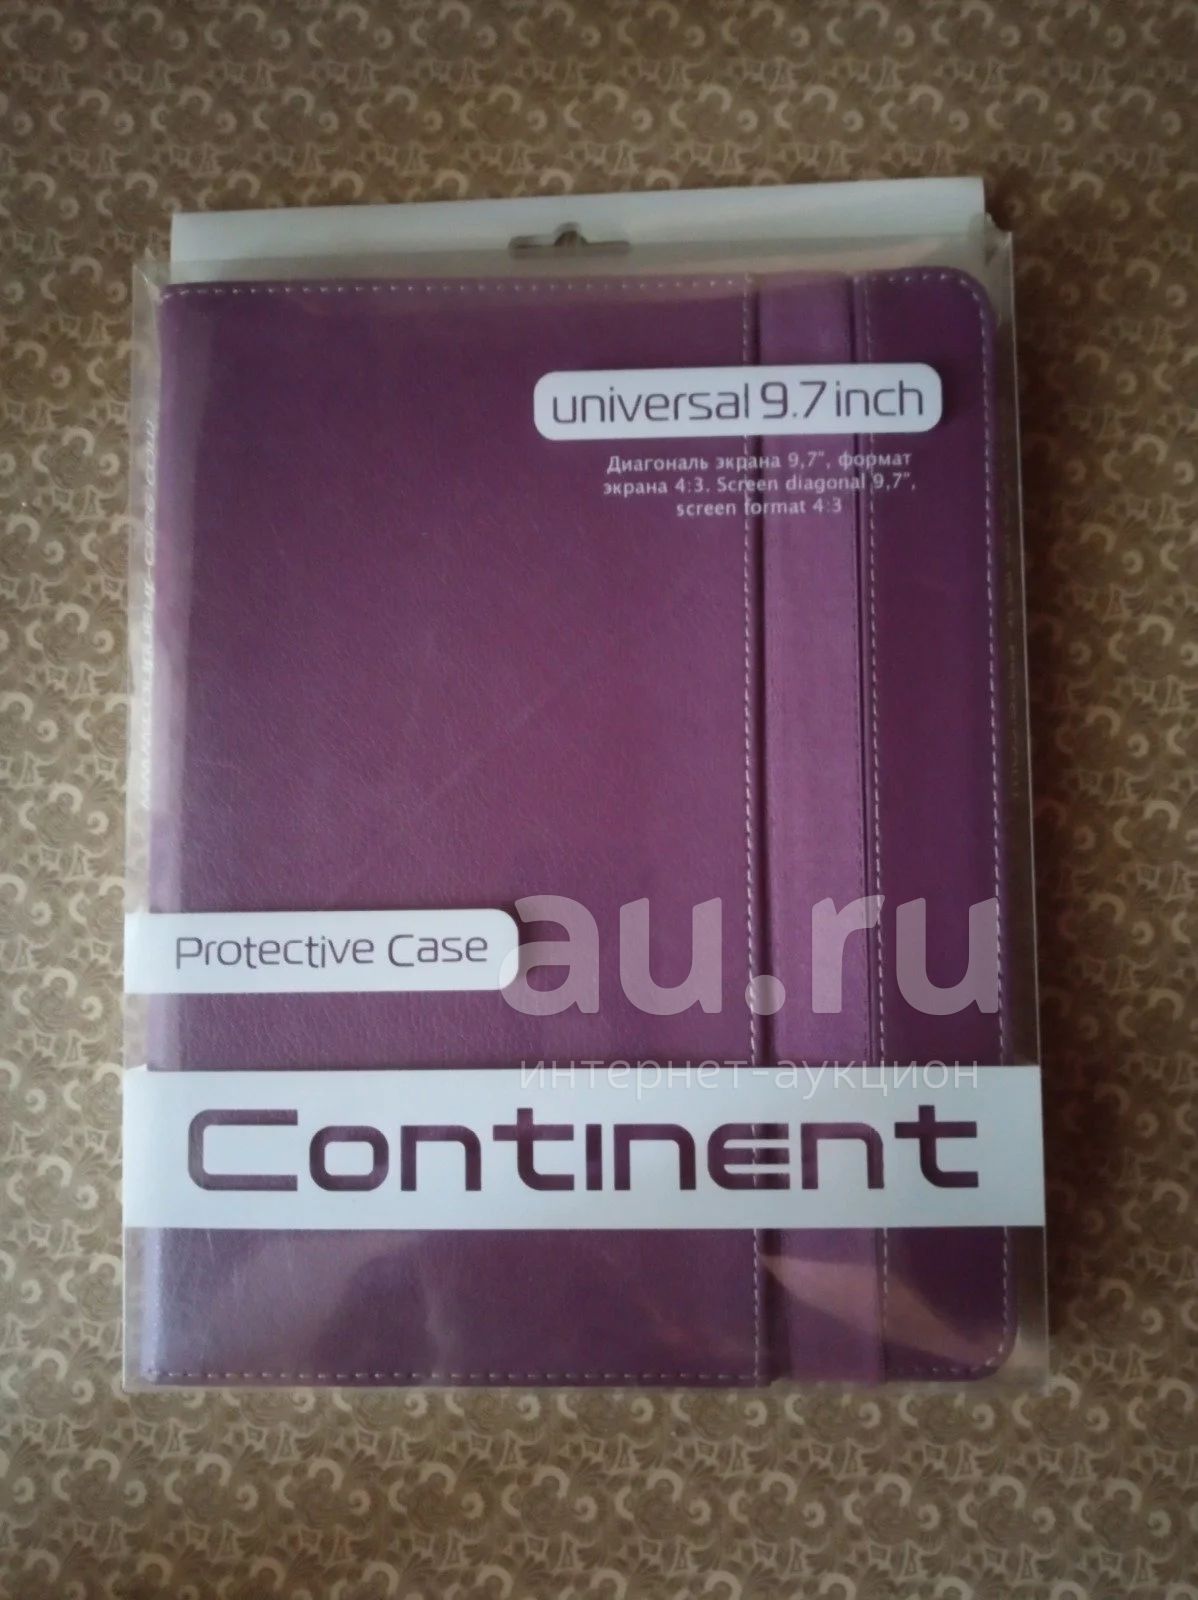 universal 9.7 inch
Диагональ экрана 9,7", формат
экрана 4:3. Screen diagonal 9,7",
screen format 4:3
Protective Case
au.ru
интернет-аукцион
Continent